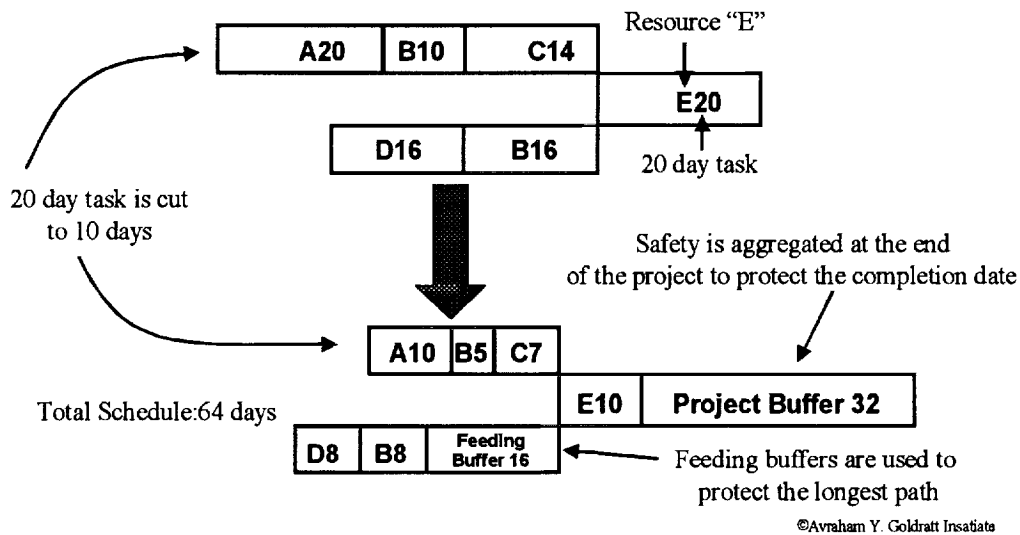 Resource “E”
A20 B10 C14
E20
D16 B16
20 day task
20 day task is cut
to 10 days
Safety is aggregated at the end
of the project to protect the completion date
A10 B5 C7
E10 Project Buffer 32
Total Schedule:64 days
D8 B8 Feeding
Buffer 16
Feeding buffers are used to
protect the longest path
©Avraham Y. Goldratt Insatiate